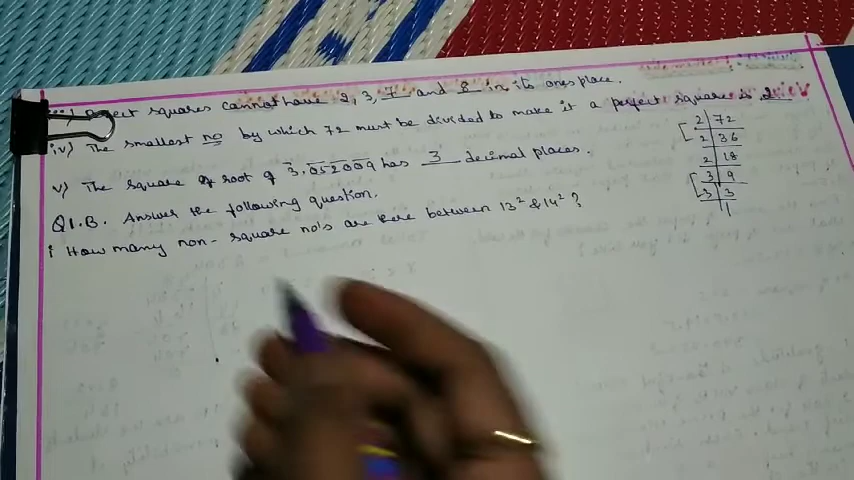 iii) Perfect squares cannot have 2, 3, 7 and 8 in its ones place.
iv) The smallest no by which 72 must be divided to make it a perfect square is 2
v) The square of root of 3.052009 has 3 decimal places.
Q1.B. Answer the following question.
i How many non-square no's are there between 13² & 14² ?
2 72
2 36
2 18
3 9
3 3
1